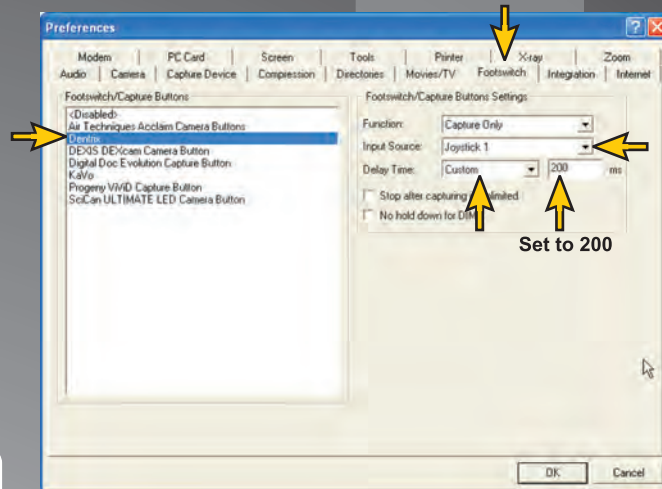 Preferences
Modem PC Card Screen Tools Printer X-ray Zoom
Audio Camera Capture Device Compression Directories Movies/TV Footswitch Integration Internet
Footswitch/Capture Buttons
<Disabled>
Air Techniques Acclaim Camera Buttons
Dentrix
DEXIS DEXcam Camera Button
Digital Doc Evolution Capture Button
KaVo
Progeny ViViD Capture Button
SciCan ULTIMATE LED Camera Button
Footswitch/Capture Buttons Settings
Function: Capture Only
Input Source: Joystick 1
Delay Time: Custom 200 ms
Stop after capturing
No hold down for
Set to 200
OK Cancel